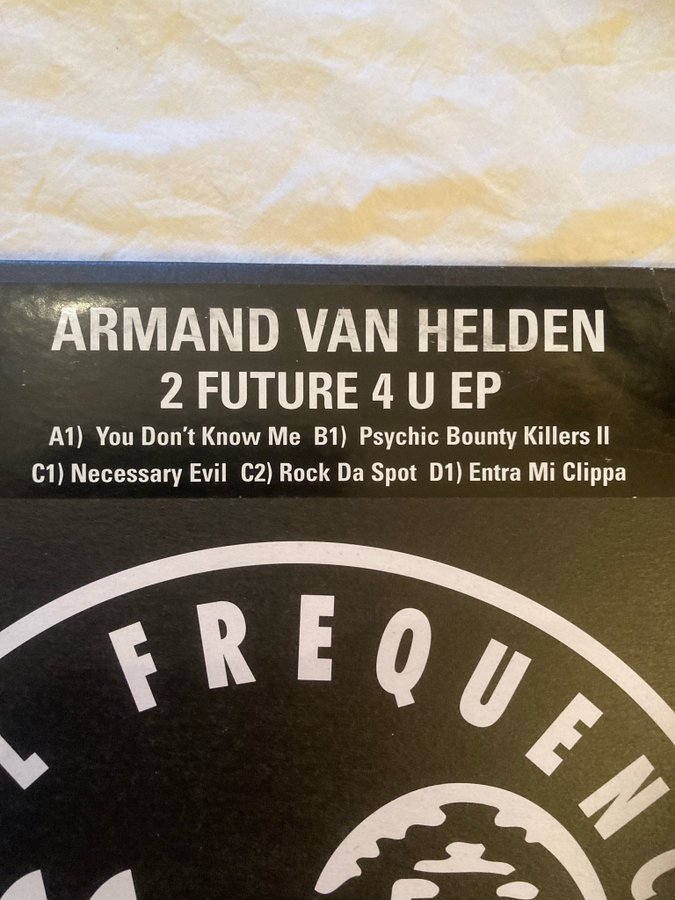 ARMAND VAN HELDEN
2 FUTURE 4 U EP
A1) You Don't Know Me B1) Psychic Bounty Killers II
C1) Necessary Evil C2) Rock Da Spot D1) Entra Mi Clippa
L FREQUENC